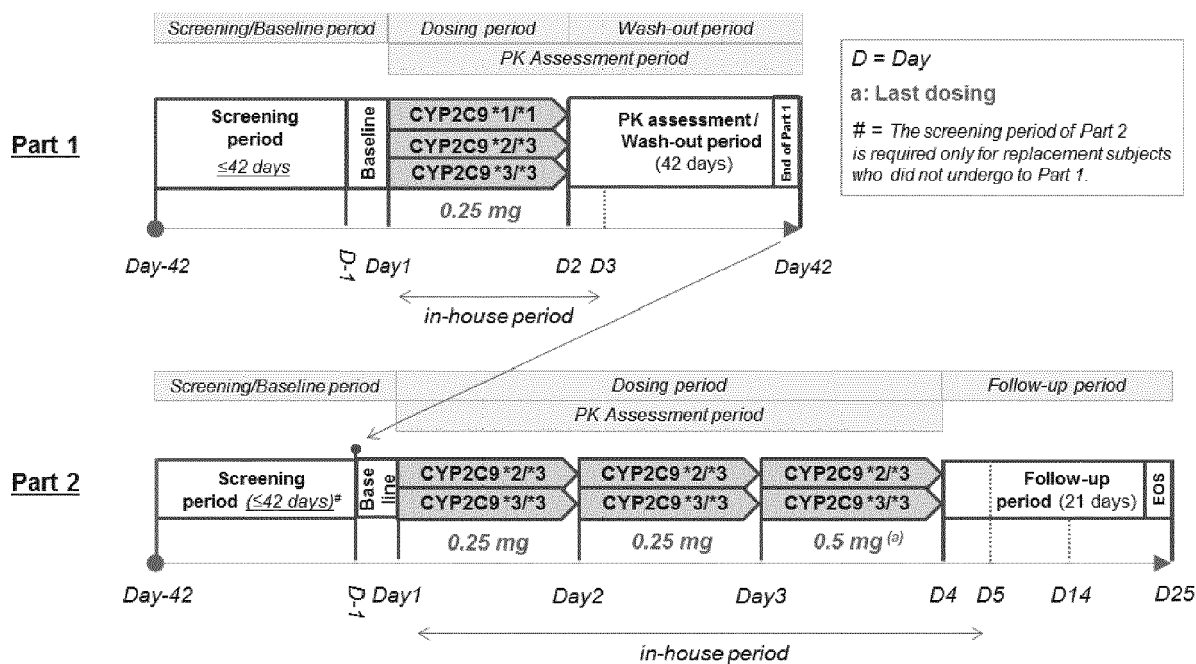 Screening/Baseline period
Dosing period
Wash-out period
PK Assessment period
D = Day
a: Last dosing
# = The screening period of Part 2
is required only for replacement subjects
who did not undergo to Part 1.
Part 1
Screening
period
≤42 days
Baseline
CYP2C9 *1/*1
CYP2C9 *2/*3
CYP2C9 *3/*3
PK assessment/
Wash-out period
(42 days)
End of Part 1
0.25 mg
Day-42
D-1
Day1
D2
D3
Day42
in-house period
Screening/Baseline period
Dosing period
Follow-up period
PK Assessment period
Part 2
Screening
period (≤42 days)#
Base
line
CYP2C9 *2/*3
CYP2C9 *3/*3
CYP2C9 *2/*3
CYP2C9 *3/*3
CYP2C9 *2/*3
CYP2C9 *3/*3
Follow-up
period (21 days)
EOS
0.25 mg
0.25 mg
0.5 mg (a)
Day-42
D-1
Day1
Day2
Day3
D4
D5
D14
D25
in-house period